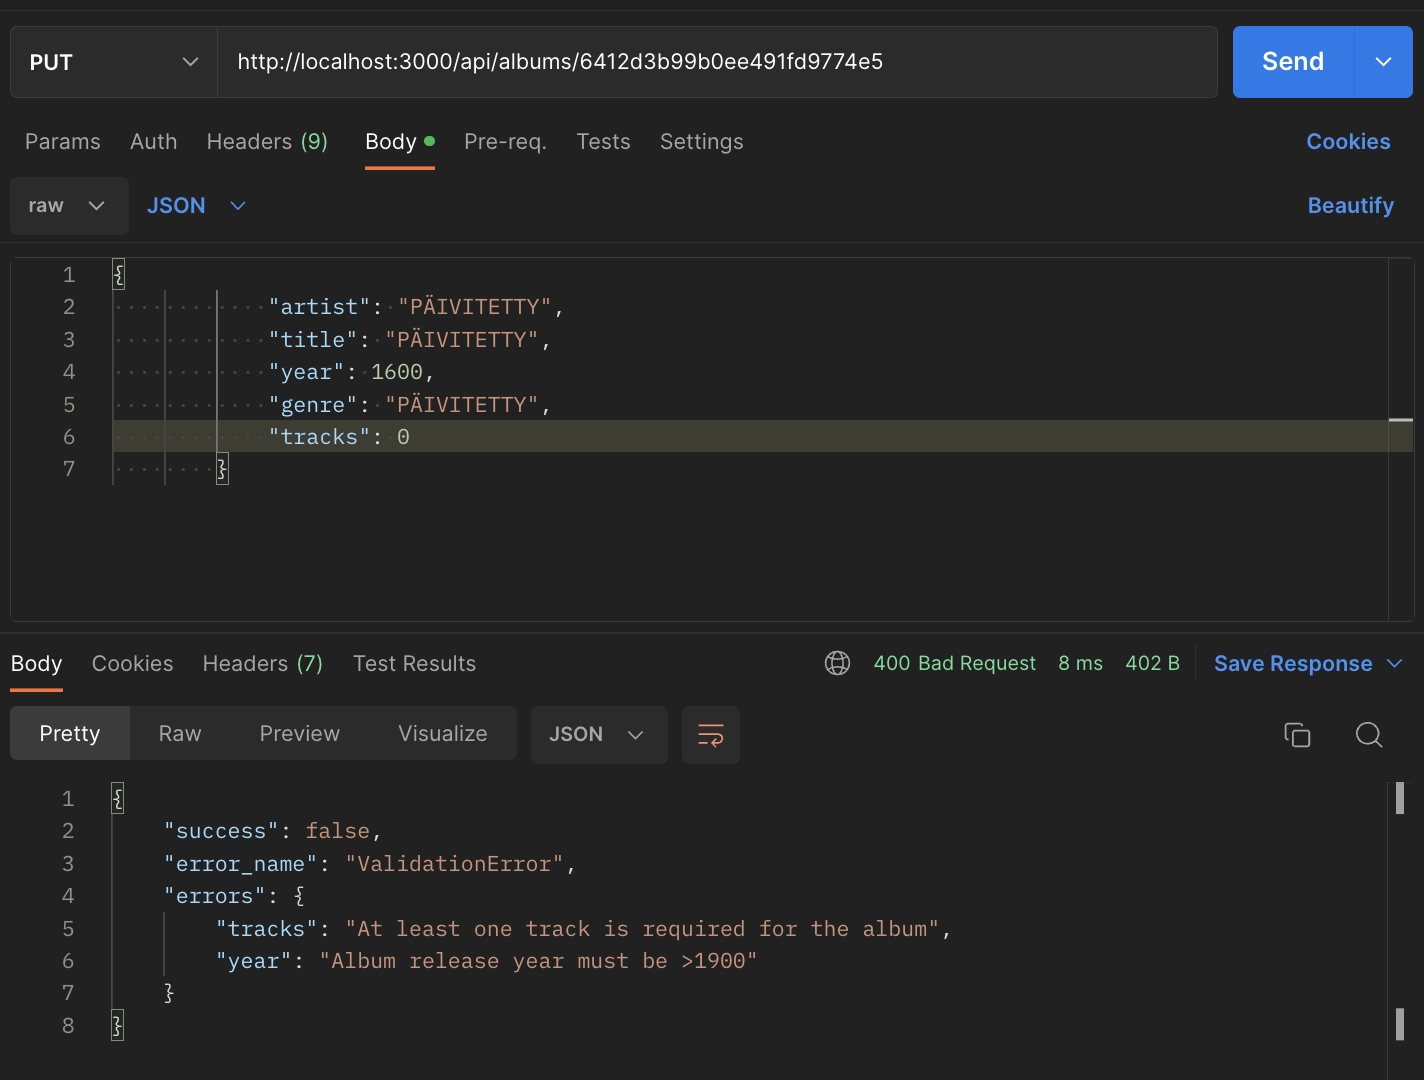 PUT http://localhost:3000/api/albums/6412d3b99b0ee491fd9774e5 Send
Params Auth Headers (9) Body Pre-req. Tests Settings Cookies
raw JSON Beautify
1 {
2 "artist": "PÄIVITETTY",
3 "title": "PÄIVITETTY",
4 "year": 1600,
5 "genre": "PÄIVITETTY",
6 "tracks": 0
7 }
Body Cookies Headers (7) Test Results 400 Bad Request 8 ms 402 B Save Response
Pretty Raw Preview Visualize JSON
1 {
2 "success": false,
3 "error_name": "ValidationError",
4 "errors": {
5 "tracks": "At least one track is required for the album",
6 "year": "Album release year must be >1900"
7 }
8 }